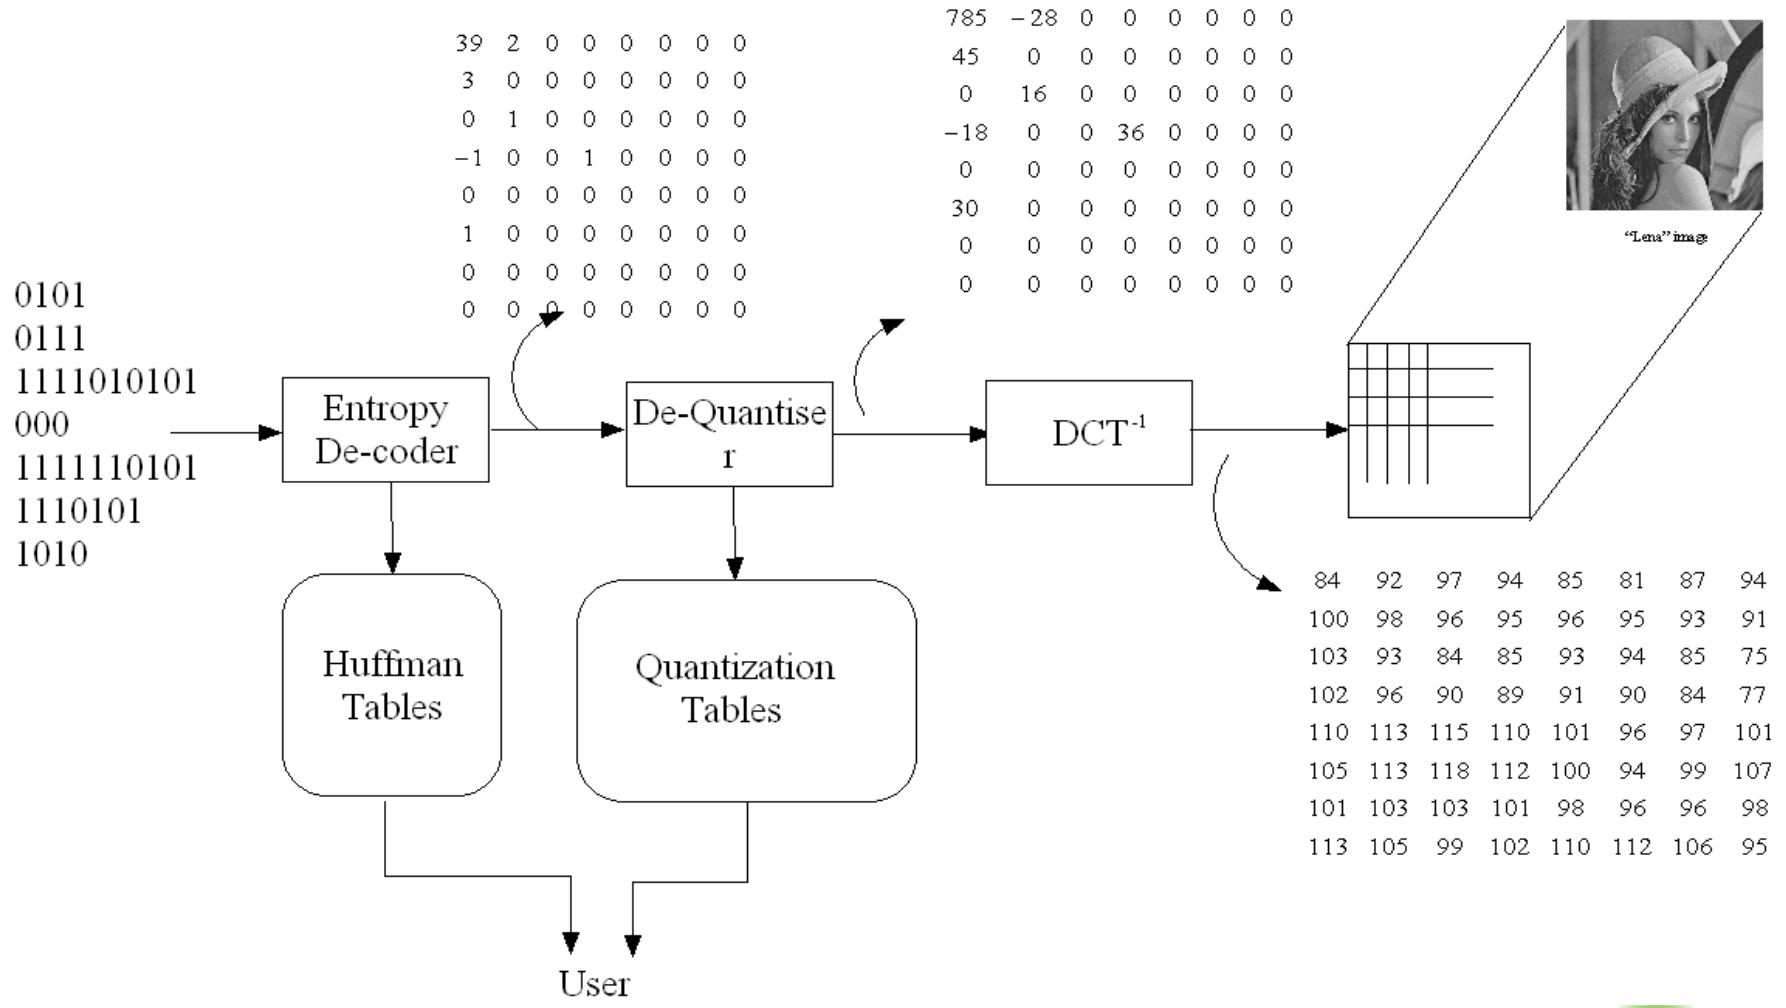 39 2 0 0 0 0 0 0
3 0 0 0 0 0 0 0
0 1 0 0 0 0 0 0
−1 0 0 1 0 0 0 0
0 0 0 0 0 0 0 0
1 0 0 0 0 0 0 0
0 0 0 0 0 0 0 0
0 0 0 0 0 0 0 0
785 −28 0 0 0 0 0 0
45 0 0 0 0 0 0 0
0 16 0 0 0 0 0 0
−18 0 0 36 0 0 0 0
0 0 0 0 0 0 0 0
30 0 0 0 0 0 0 0
0 0 0 0 0 0 0 0
0 0 0 0 0 0 0 0
“Lena” image
0101
0111
1111010101
000
1111110101
1110101
1010
Entropy
De-coder
De-Quantise
r
DCT⁻¹
Huffman
Tables
Quantization
Tables
84 92 97 94 85 81 87 94
100 98 96 95 96 95 93 91
103 93 84 85 93 94 85 75
102 96 90 89 91 90 84 77
110 113 115 110 101 96 97 101
105 113 118 112 100 94 99 107
101 103 103 101 98 96 96 98
113 105 99 102 110 112 106 95
User